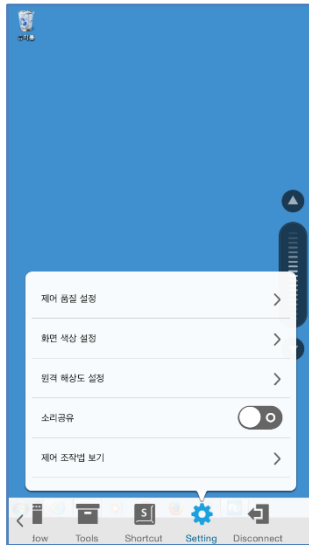 휴지통
제어 품질 설정
화면 색상 설정
원격 해상도 설정
소리공유
제어 조작법 보기
S
Tools
Shortcut
Setting
Disconnect